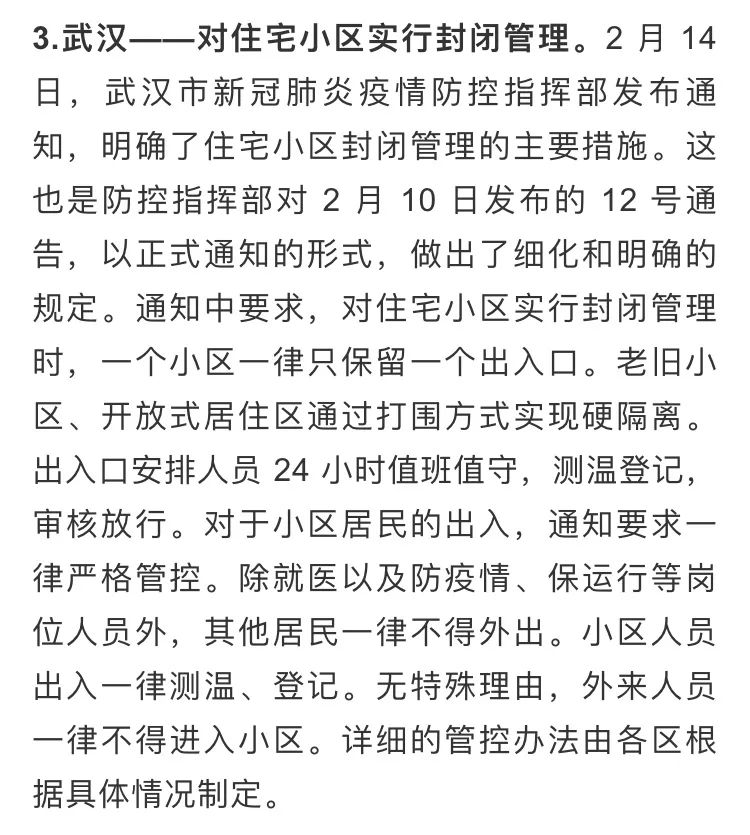 3.武汉——对住宅小区实行封闭管理。2 月 14
日，武汉市新冠肺炎疫情防控指挥部发布通
知，明确了住宅小区封闭管理的主要措施。这
也是防控指挥部对 2 月 10 日发布的 12 号通
告，以正式通知的形式，做出了细化和明确的
规定。通知中要求，对住宅小区实行封闭管理
时，一个小区一律只保留一个出入口。老旧小
区、开放式居住区通过打围方式实现硬隔离。
出入口安排人员 24 小时值班值守，测温登记，
审核放行。对于小区居民的出入，通知要求一
律严格管控。除就医以及防疫情、保运行等岗
位人员外，其他居民一律不得外出。小区人员
出入一律测温、登记。无特殊理由，外来人员
一律不得进入小区。详细的管控办法由各区根
据具体情况制定。